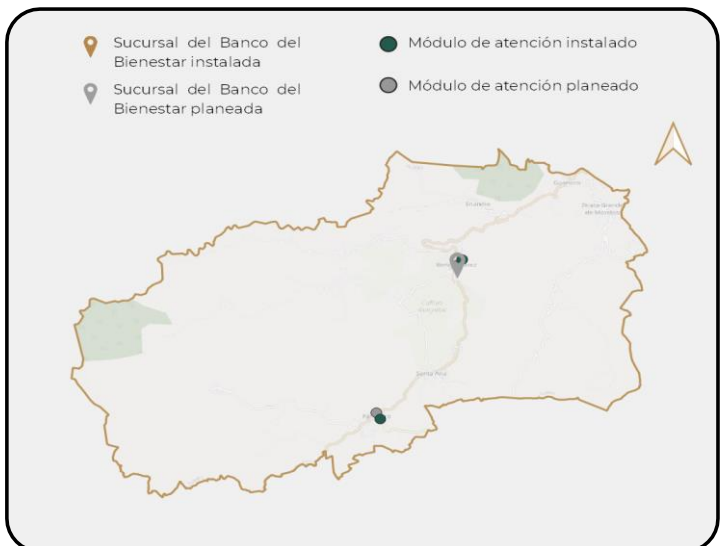 Sucursal del Banco del
Bienestar instalada
Sucursal del Banco del
Bienestar planeada
Módulo de atención instalado
Módulo de atención planeado
Santa Ana